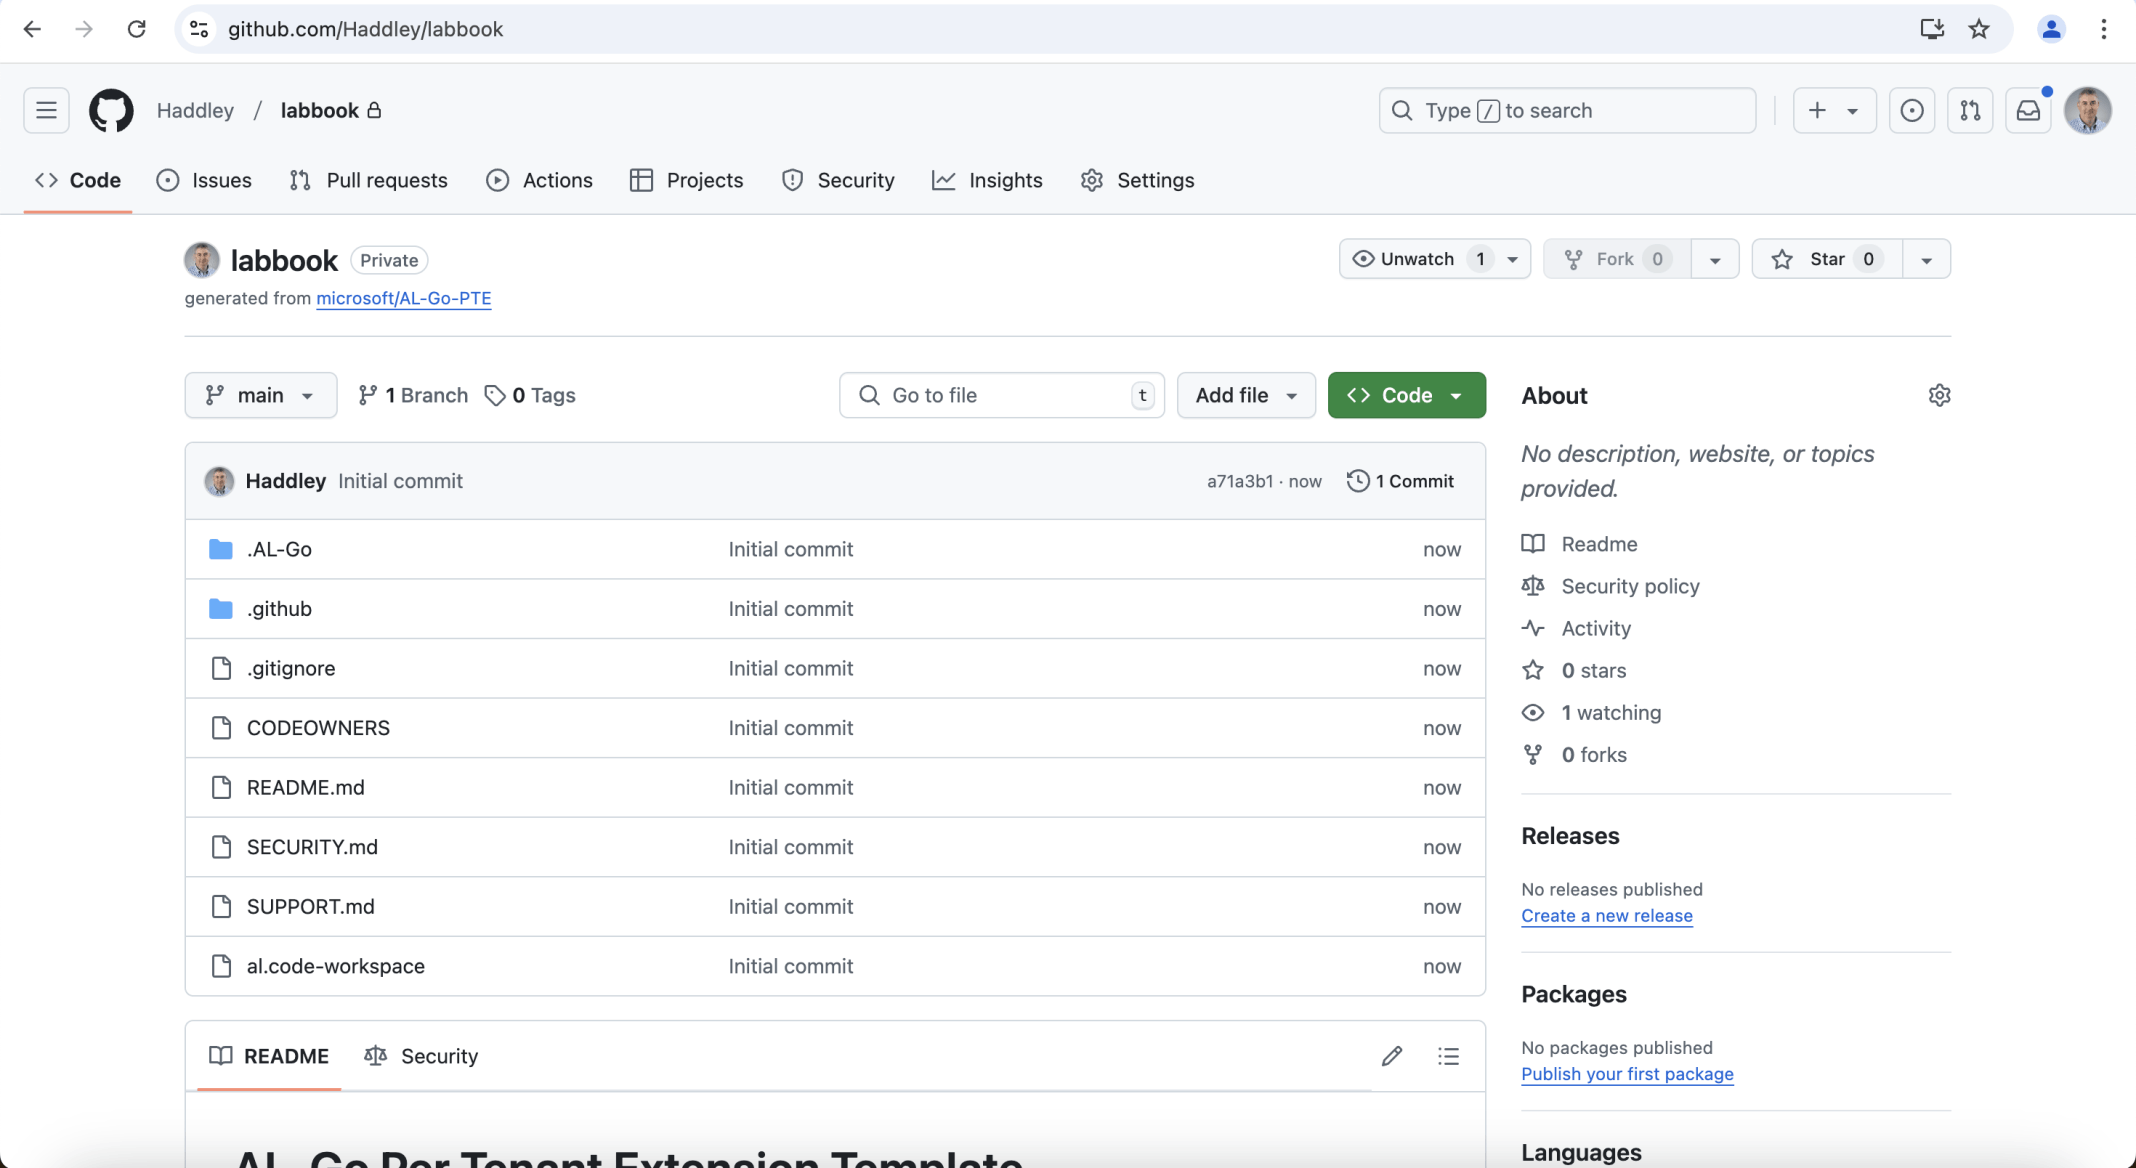 github.com/Haddley/labbook
Haddley / labbook
Type / to search
Code Issues Pull requests Actions Projects Security Insights Settings
labbook Private
Unwatch 1 Fork 0 Star 0
generated from microsoft/AL-Go-PTE
main 1 Branch 0 Tags Go to file t Add file Code
Haddley Initial commit a71a3b1 · now 1 Commit
.AL-Go Initial commit now
.github Initial commit now
.gitignore Initial commit now
CODEOWNERS Initial commit now
README.md Initial commit now
SECURITY.md Initial commit now
SUPPORT.md Initial commit now
al.code-workspace Initial commit now
README Security
AL-Go Per Tenant Extension Template
About
No description, website, or topics
provided.
Readme
Security policy
Activity
0 stars
1 watching
0 forks
Releases
No releases published
Create a new release
Packages
No packages published
Publish your first package
Languages